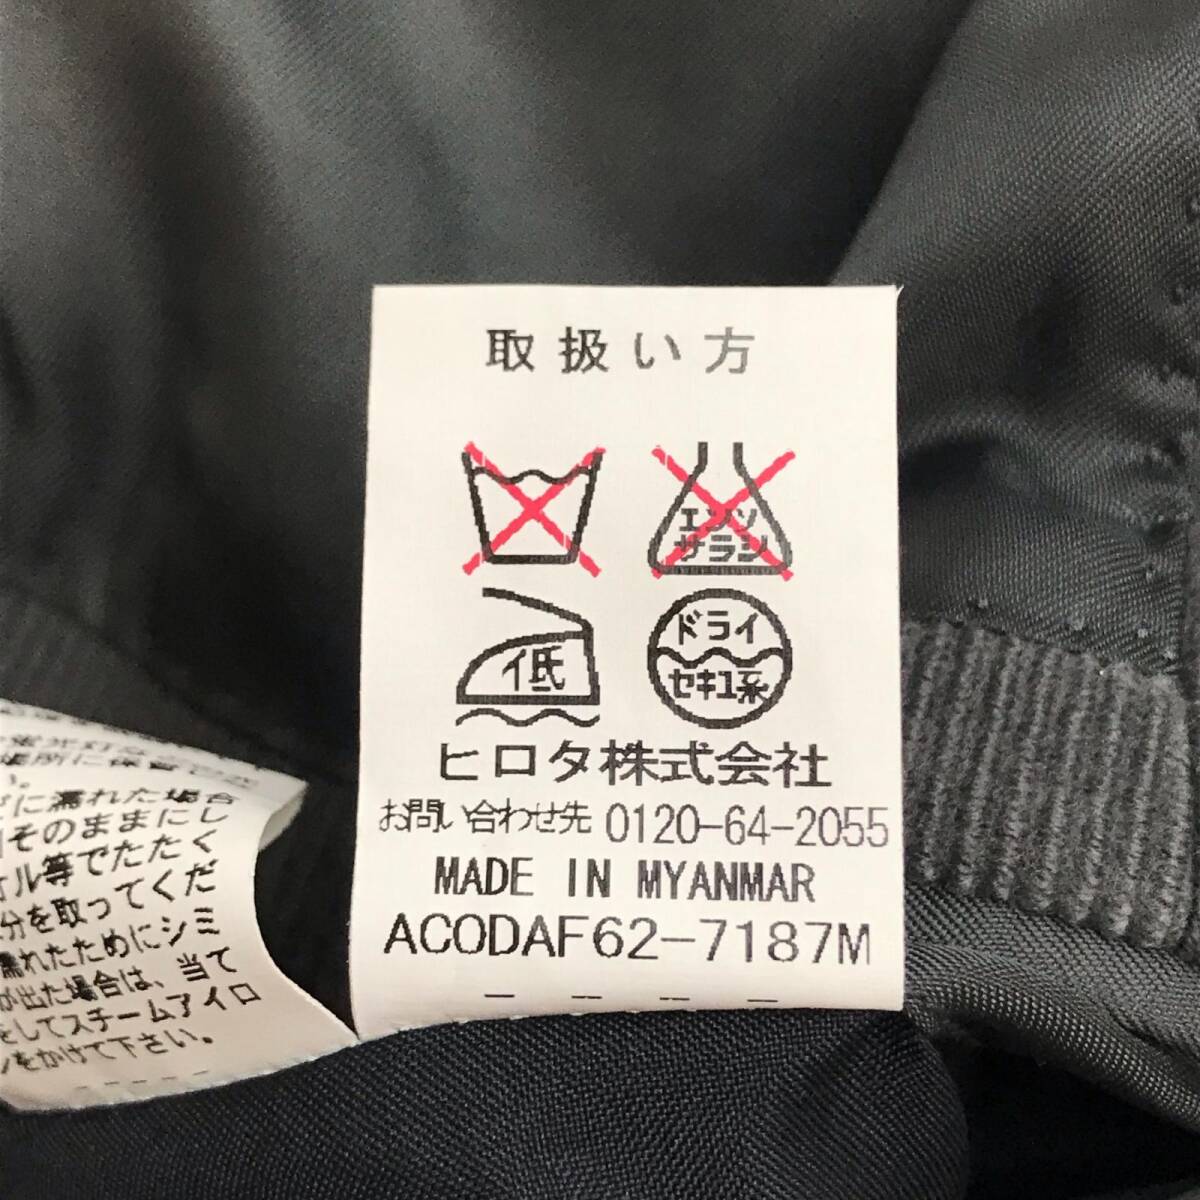 取扱い方
エンソ
サラシ
低
ドライ
セキユ系
ヒロタ株式会社
お問い合わせ先 0120-64-2055
MADE IN MYANMAR
ACODAF62-7187M
に濡れた場合
そのままにし
ル等でたたく
分を取ってくだ
濡れたためにシミ
が出た場合は、当て
をしてスチームアイロ
ンをかけて下さい。